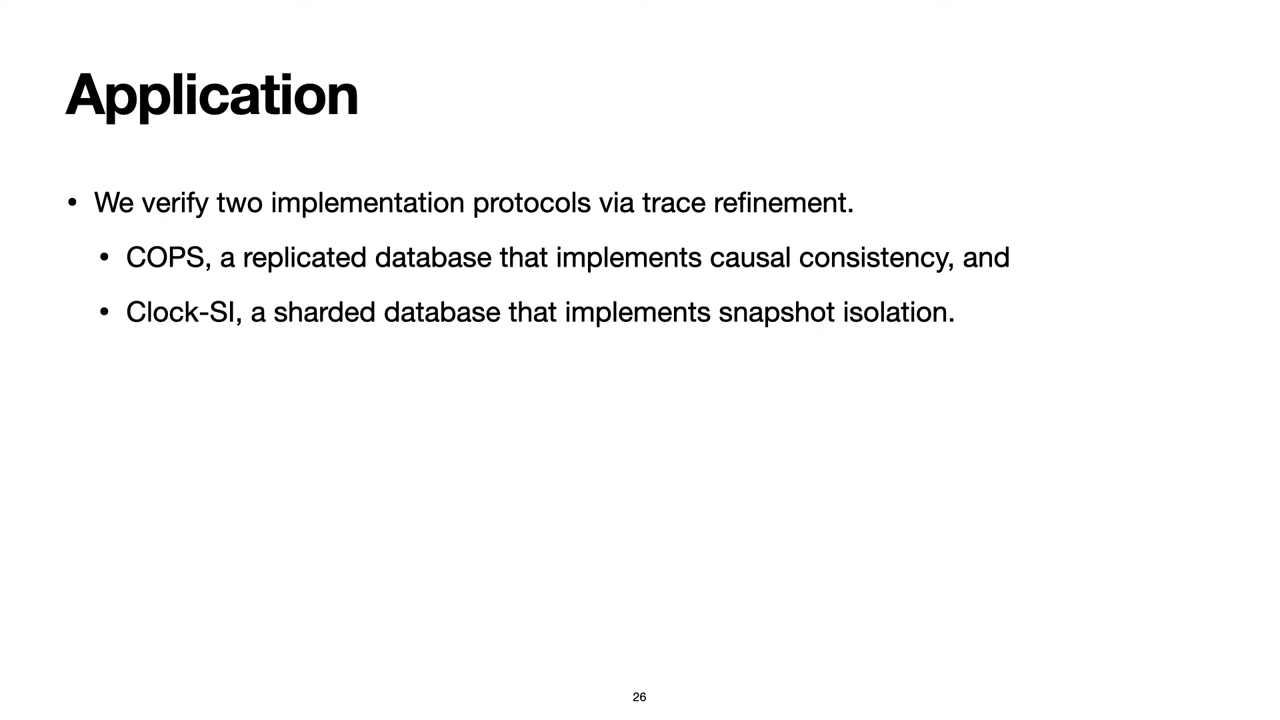 Application
• We verify two implementation protocols via trace refinement.
• COPS, a replicated database that implements causal consistency, and
• Clock-SI, a sharded database that implements snapshot isolation.
26